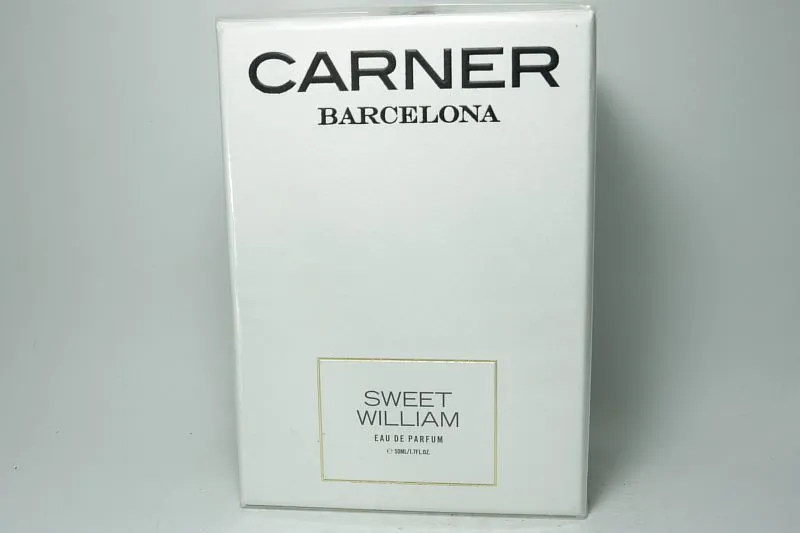 CARNER
BARCELONA
SWEET
WILLIAM
EAU DE PARFUM
℮ 50ML/1.7FL.OZ.